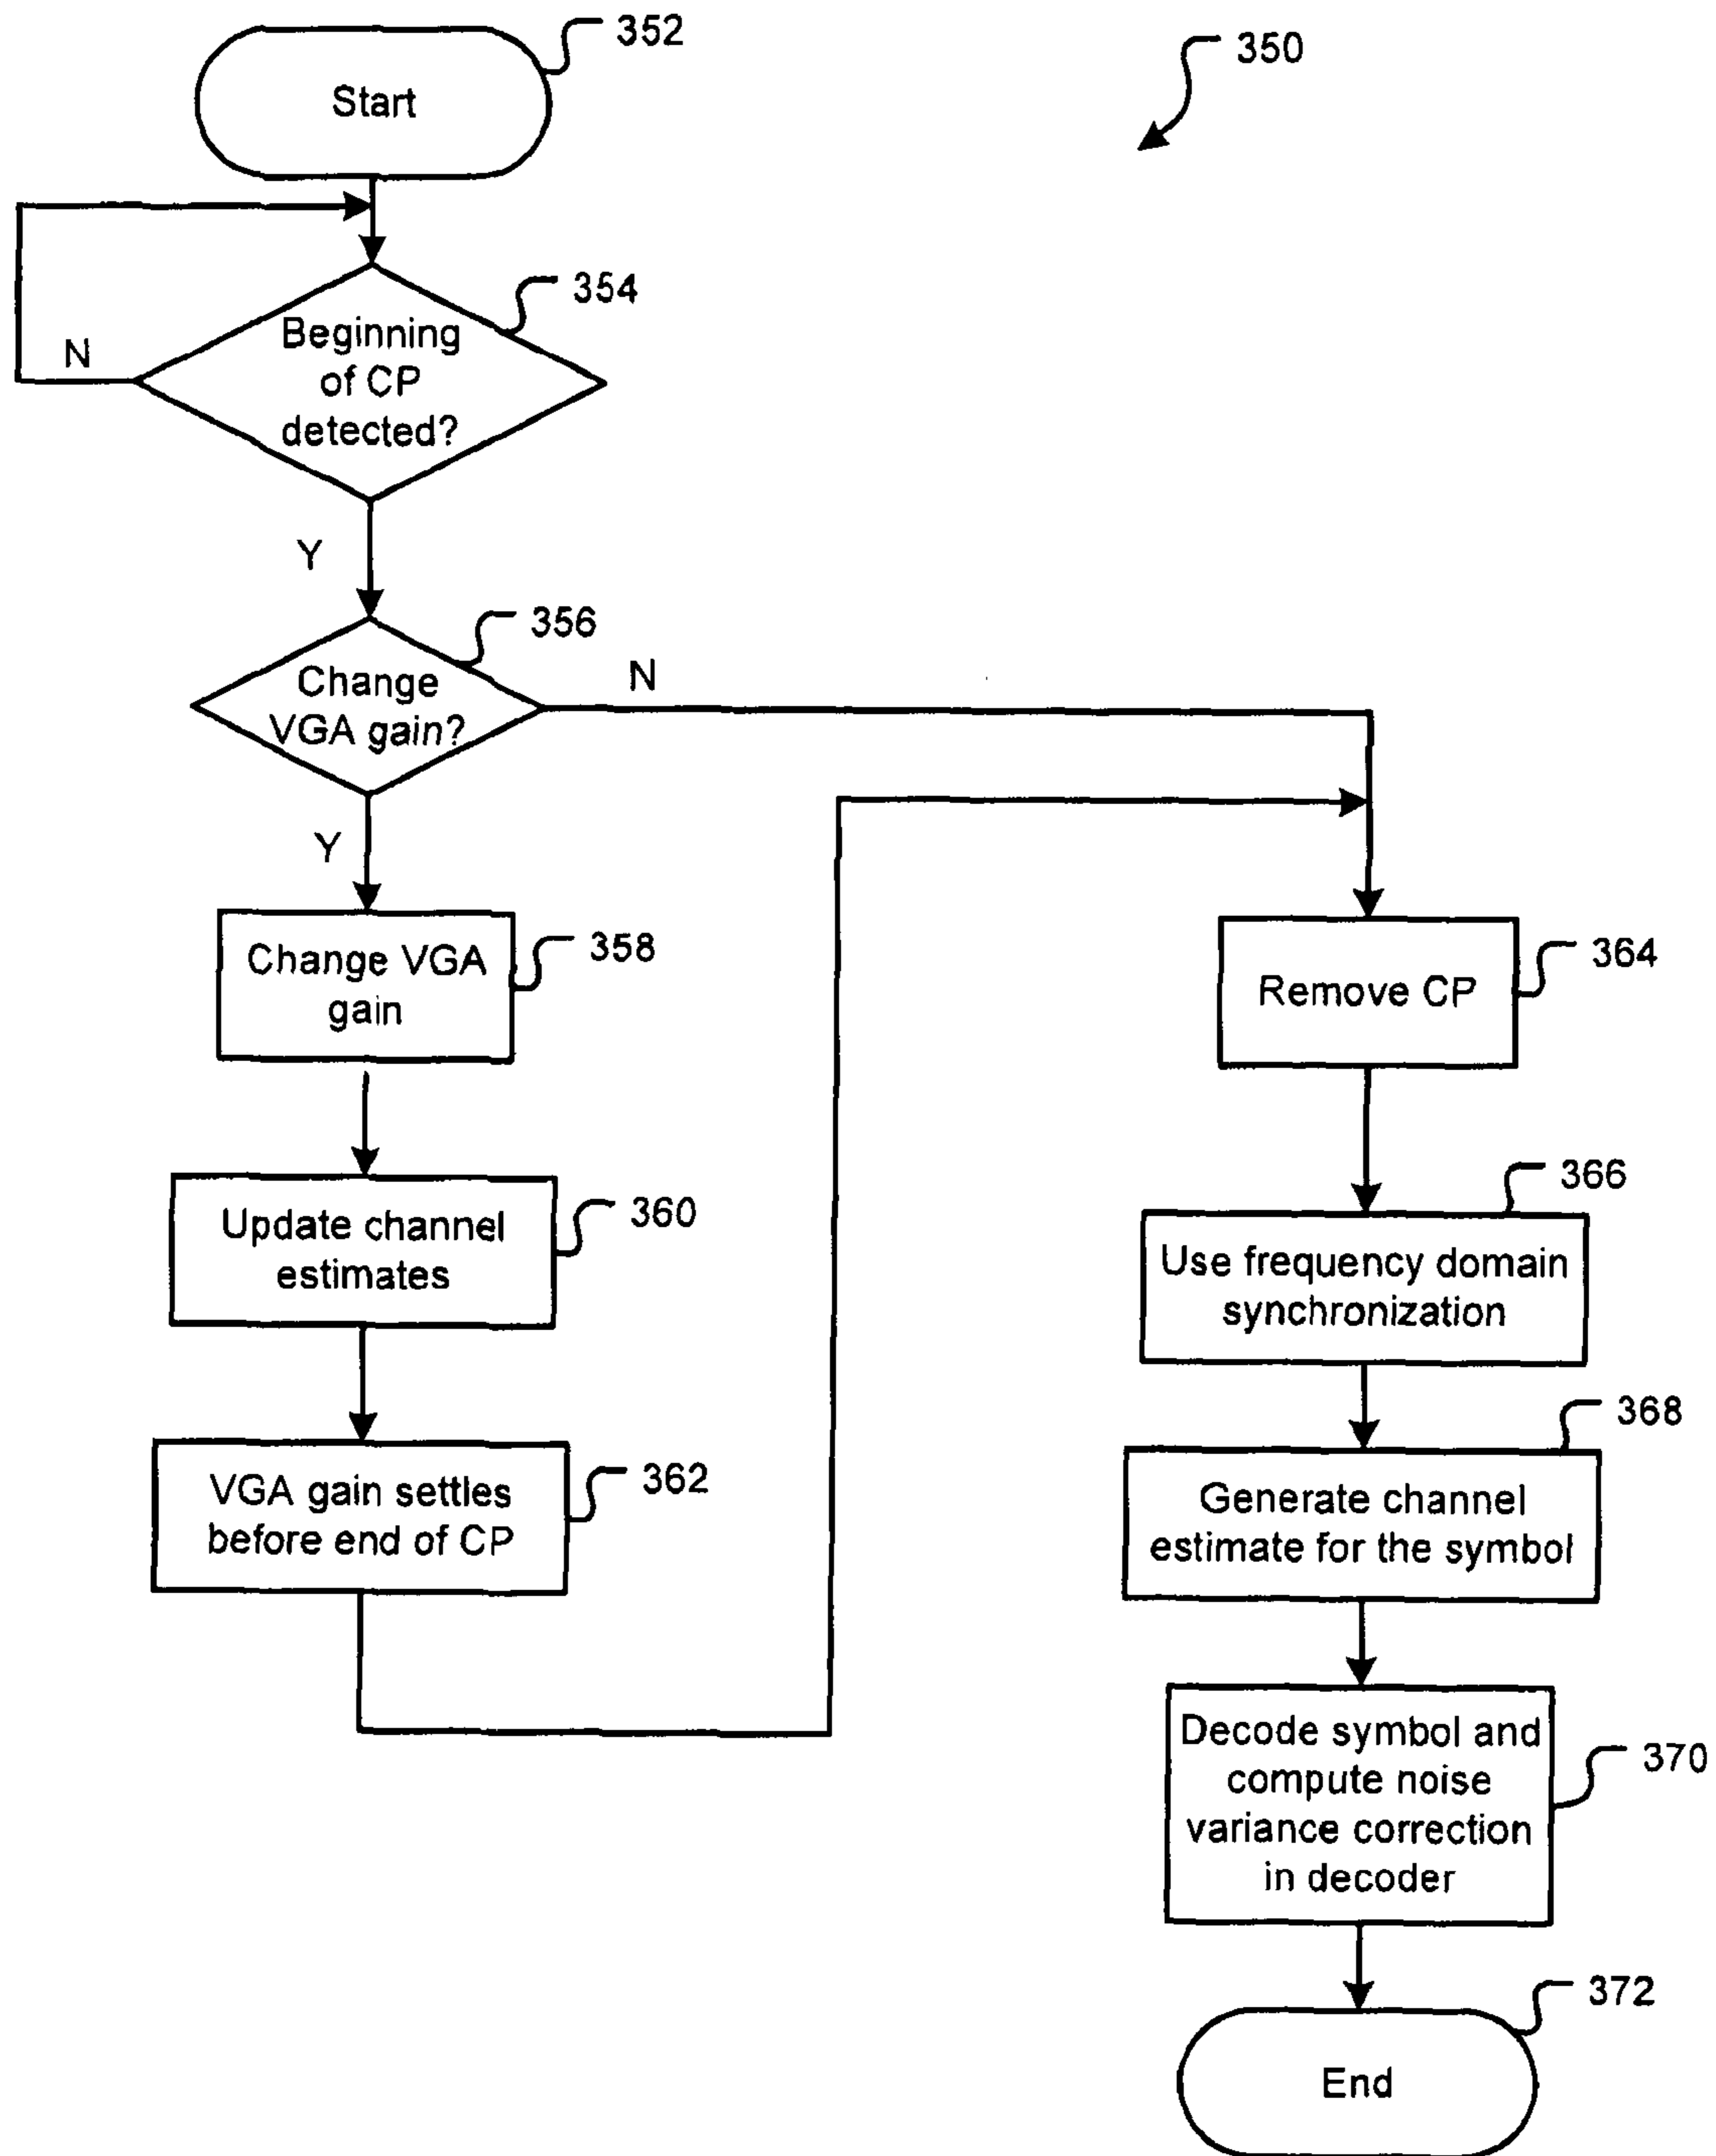 352
Start
350
354
Beginning
of CP
detected?
N
Y
356
Change
VGA gain?
N
Y
358
Change VGA
gain
360
Update channel
estimates
362
VGA gain settles
before end of CP
364
Remove CP
366
Use frequency domain
synchronization
368
Generate channel
estimate for the symbol
370
Decode symbol and
compute noise
variance correction
in decoder
372
End